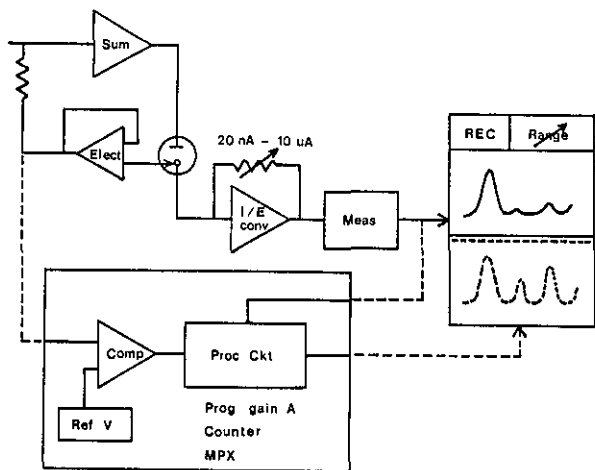 Sum
20 nA - 10 uA
REC
Range
Elect
I/E
conv
Meas
Comp
Proc Ckt
Ref V
Prog gain A
Counter
MPX